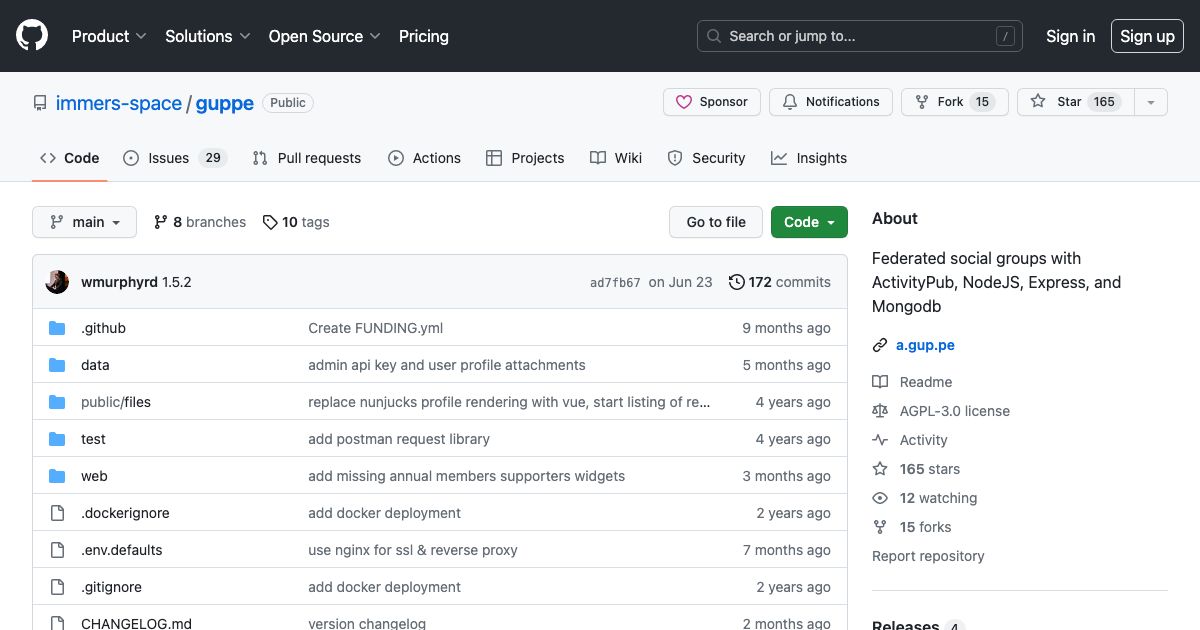 Product Solutions Open Source Pricing Search or jump to... / Sign in Sign up
immers-space / guppe Public Sponsor Notifications Fork 15 Star 165
Code Issues 29 Pull requests Actions Projects Wiki Security Insights
main 8 branches 10 tags Go to file Code
wmurphyrd 1.5.2 ad7fb67 on Jun 23 172 commits
.github Create FUNDING.yml 9 months ago
data admin api key and user profile attachments 5 months ago
public/files replace nunjucks profile rendering with vue, start listing of re... 4 years ago
test add postman request library 4 years ago
web add missing annual members supporters widgets 3 months ago
.dockerignore add docker deployment 2 years ago
.env.defaults use nginx for ssl & reverse proxy 7 months ago
.gitignore add docker deployment 2 years ago
CHANGELOG.md version changelog 2 months ago
About
Federated social groups with
ActivityPub, NodeJS, Express, and
Mongodb
a.gup.pe
Readme
AGPL-3.0 license
Activity
165 stars
12 watching
15 forks
Report repository
Releases 4